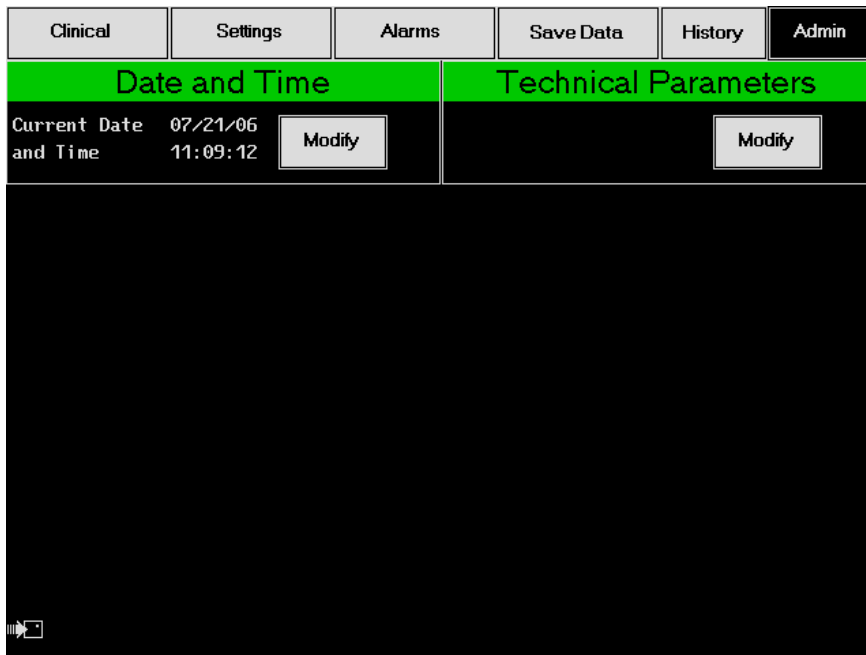 Clinical Settings Alarms Save Data History Admin
Date and Time Technical Parameters
Current Date 07/21/06
and Time 11:09:12
Modify Modify